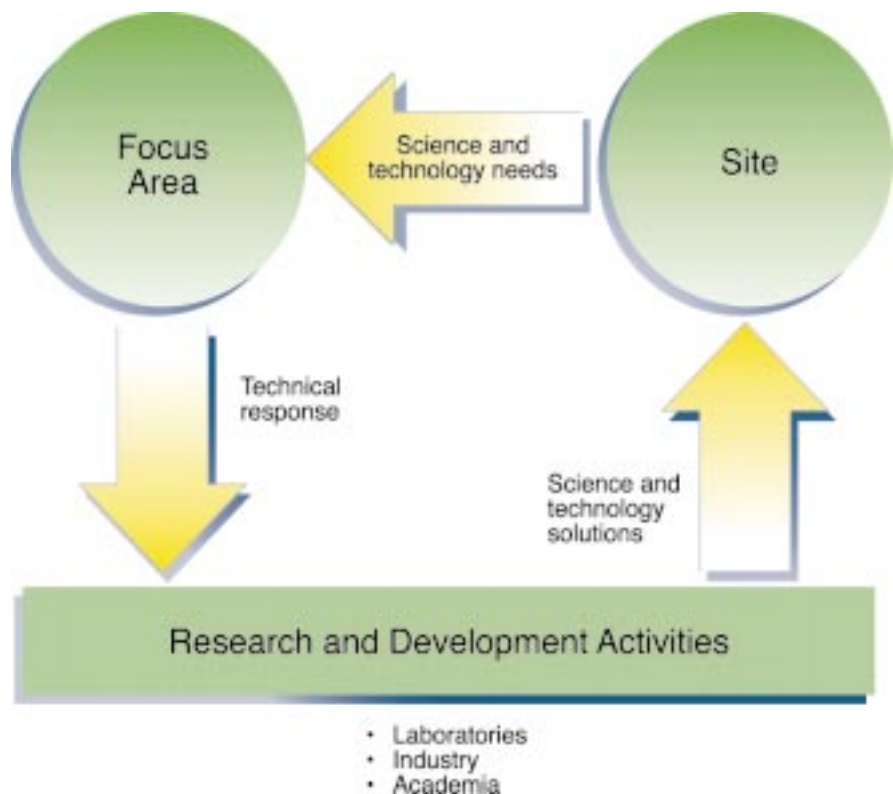 Focus
Area
Science and
technology needs
Site
Technical
response
Science and
technology
solutions
Research and Development Activities
• Laboratories
• Industry
• Academia